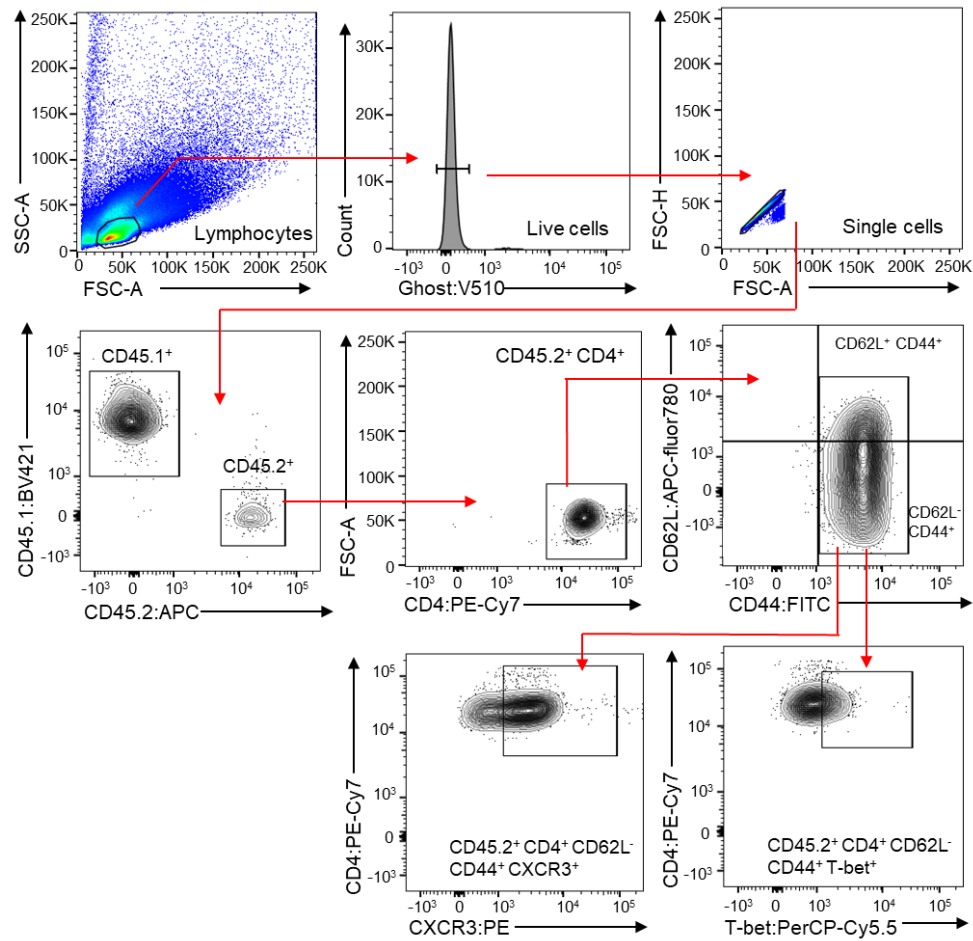 250K
200K
150K
100K
50K
0
SSC-A
Lymphocytes
0 50K 100K 150K 200K 250K
FSC-A
30K
20K
10K
0
Count
Live cells
-10³ 0 10³ 10⁴ 10⁵
Ghost:V510
250K
200K
150K
100K
50K
0
FSC-H
Single cells
0 50K 100K 150K 200K 250K
FSC-A
10⁵
10⁴
10³
0
-10³
CD45.1:BV421
CD45.1⁺
CD45.2⁺
-10³ 0 10³ 10⁴ 10⁵
CD45.2:APC
250K
200K
150K
100K
50K
0
FSC-A
CD45.2⁺ CD4⁺
-10³ 0 10³ 10⁴ 10⁵
CD4:PE-Cy7
10⁵
10⁴
10³
0
-10³
CD62L:APC-fluor780
CD62L⁺ CD44⁺
CD62L⁻
CD44⁺
-10³ 0 10³ 10⁴ 10⁵
CD44:FITC
10⁵
10⁴
10³
0
-10³
CD4:PE-Cy7
CD45.2⁺ CD4⁺ CD62L⁻
CD44⁺ CXCR3⁺
-10³ 0 10³ 10⁴ 10⁵
CXCR3:PE
10⁵
10⁴
10³
0
-10³
CD4:PE-Cy7
CD45.2⁺ CD4⁺ CD62L⁻
CD44⁺ T-bet⁺
-10³ 0 10³ 10⁴ 10⁵
T-bet:PerCP-Cy5.5